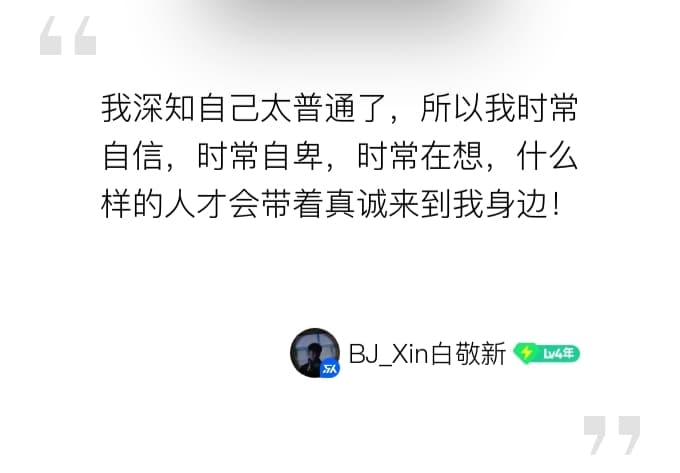 “
我深知自己太普通了，所以我时常
自信，时常自卑，时常在想，什么
样的人才会带着真诚来到我身边！
BJ_Xin白敬新 Lv4年
”